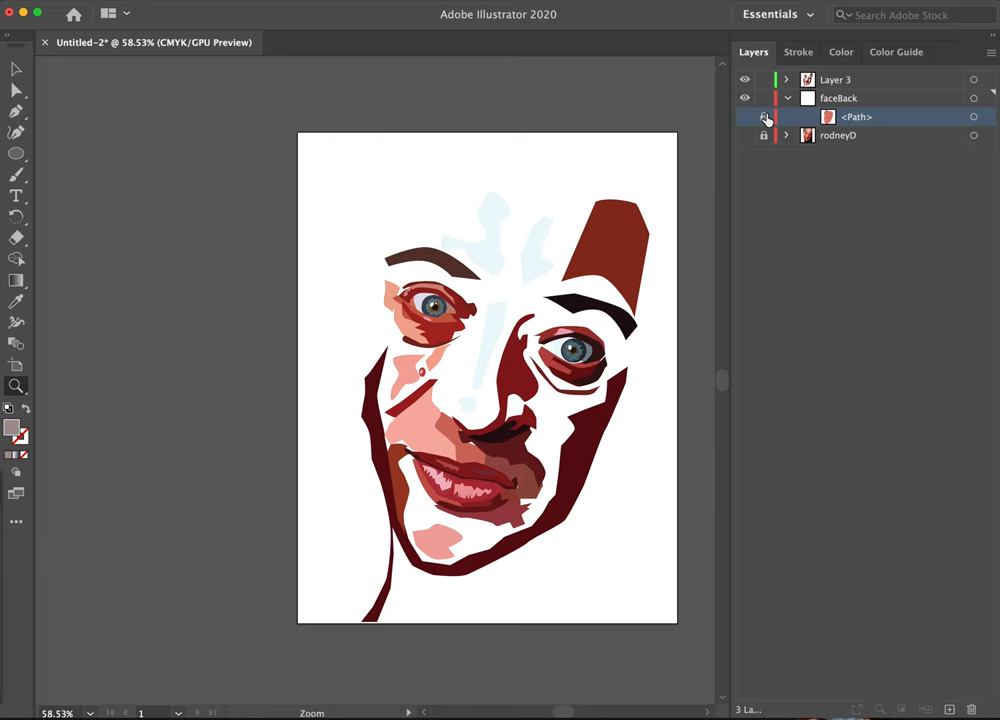 Adobe Illustrator 2020
Essentials
Search Adobe Stock
Untitled-2* @ 58.53% (CMYK/GPU Preview)
Layers Stroke Color Color Guide
Layer 3
faceBack
<Path>
rodneyD
58.53% 1 Zoom 3 La...